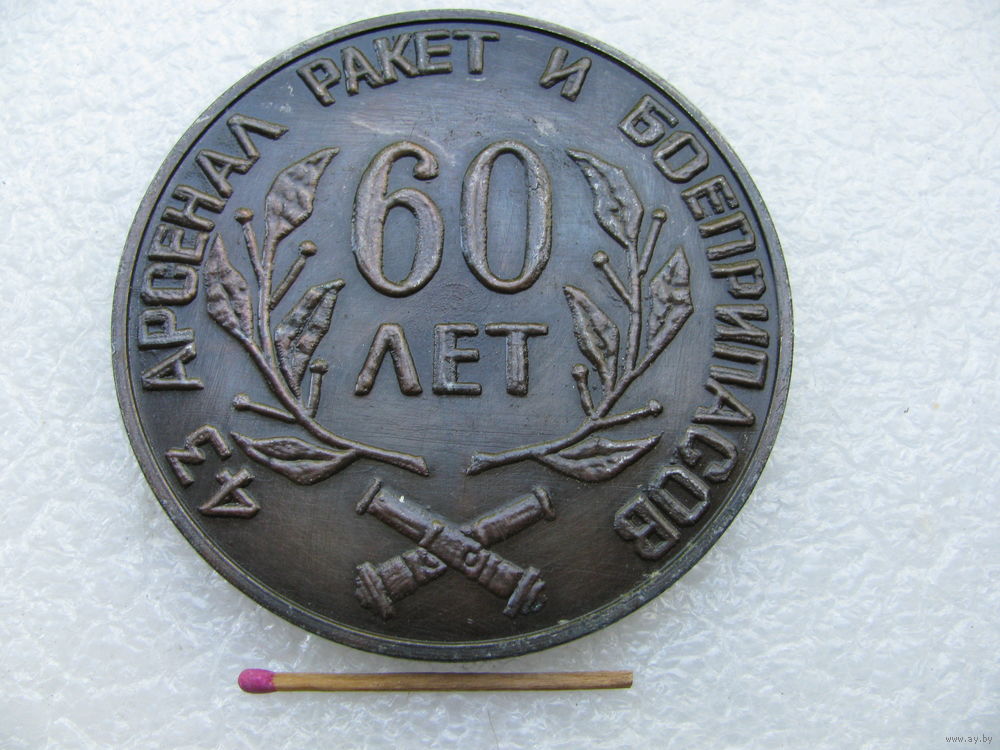 43 АРСЕНАЛ РАКЕТ И БОЕПРИПАСОВ
60
ЛЕТ
www.ay.by